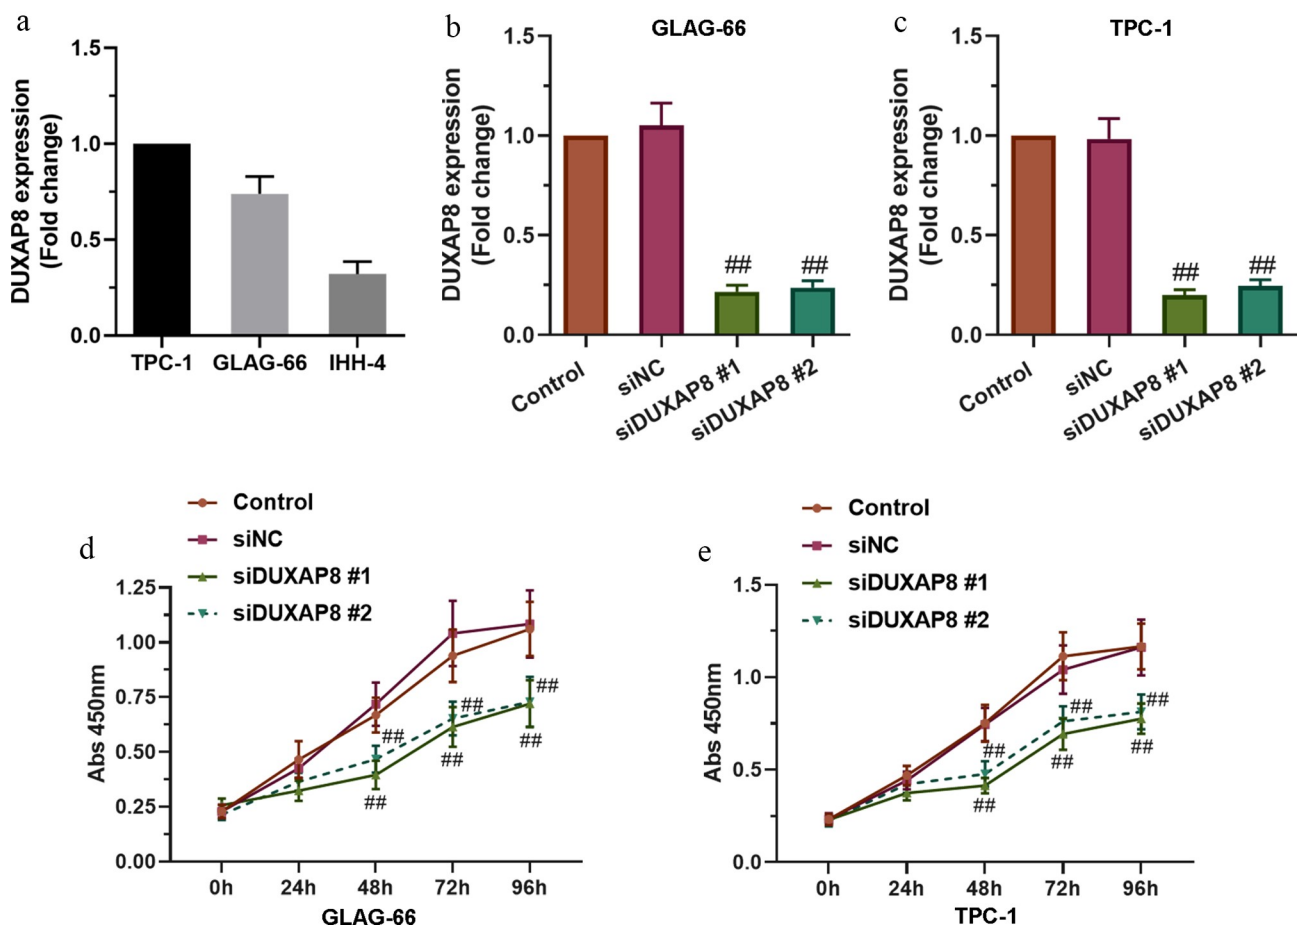 a
DUXAP8 expression
(Fold change)
1.5
1.0
0.5
0.0
TPC-1 GLAG-66 IHH-4
b
GLAG-66
DUXAP8 expression
(Fold change)
1.5
1.0
0.5
0.0
## ##
Control siNC siDUXAP8 #1 siDUXAP8 #2
c
TPC-1
DUXAP8 expression
(Fold change)
1.5
1.0
0.5
0.0
## ##
Control siNC siDUXAP8 #1 siDUXAP8 #2
d
Control
siNC
siDUXAP8 #1
siDUXAP8 #2
Abs 450nm
1.25
1.00
0.75
0.50
0.25
0.00
## ## ##
## ## ##
0h 24h 48h 72h 96h
GLAG-66
e
Control
siNC
siDUXAP8 #1
siDUXAP8 #2
Abs 450nm
1.5
1.0
0.5
0.0
## ## ##
## ## ##
0h 24h 48h 72h 96h
TPC-1